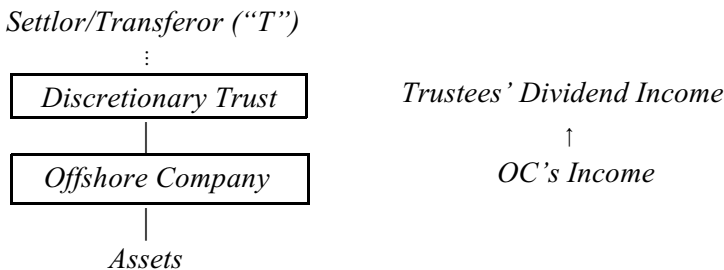 Settlor/Transferor (“T”)
Discretionary Trust
Trustees’ Dividend Income
↑
Offshore Company
OC’s Income
Assets